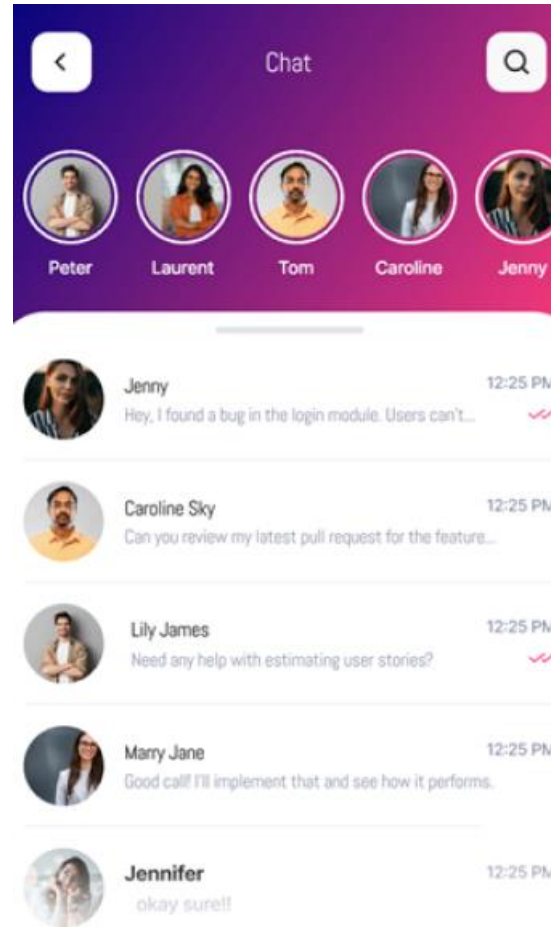 Chat
Peter
Laurent
Tom
Caroline
Jenny
Jenny
12:25 PM
Hey, I found a bug in the login module. Users can't...
Caroline Sky
12:25 PM
Can you review my latest pull request for the feature...
Lily James
12:25 PM
Need any help with estimating user stories?
Marry Jane
12:25 PM
Good call! I'll implement that and see how it performs.
Jennifer
12:25 PM
okay sure!!